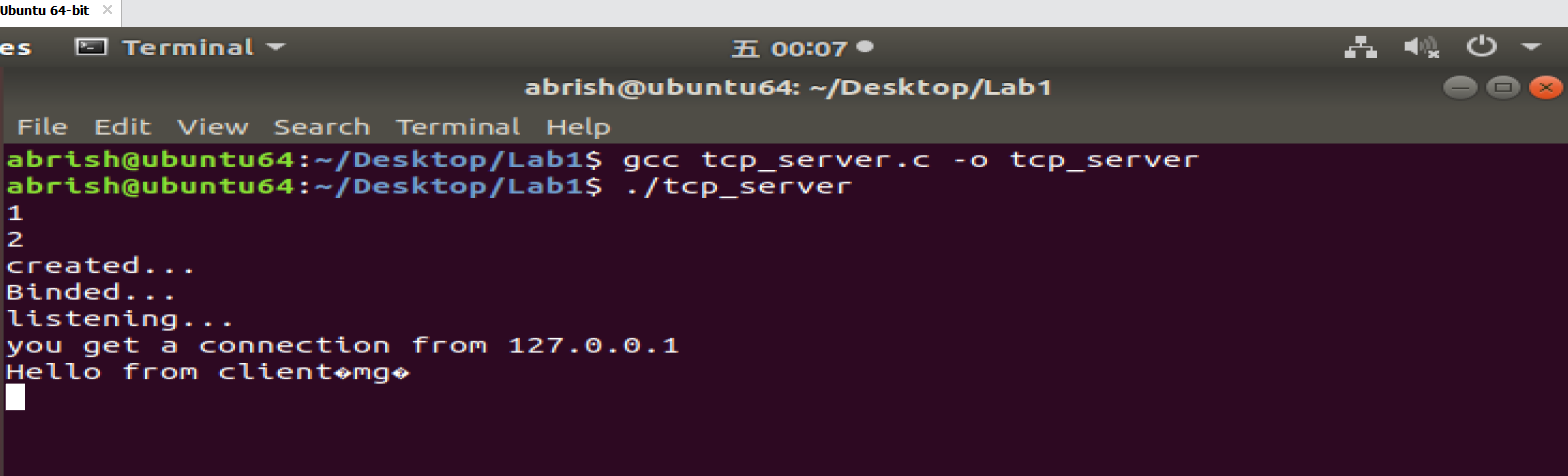 Ubuntu 64-bit ×
es Terminal 五 00:07
abrish@ubuntu64: ~/Desktop/Lab1
File Edit View Search Terminal Help
abrish@ubuntu64:~/Desktop/Lab1$ gcc tcp_server.c -o tcp_server
abrish@ubuntu64:~/Desktop/Lab1$ ./tcp_server
1
2
created...
Binded...
listening...
you get a connection from 127.0.0.1
Hello from client�mg�